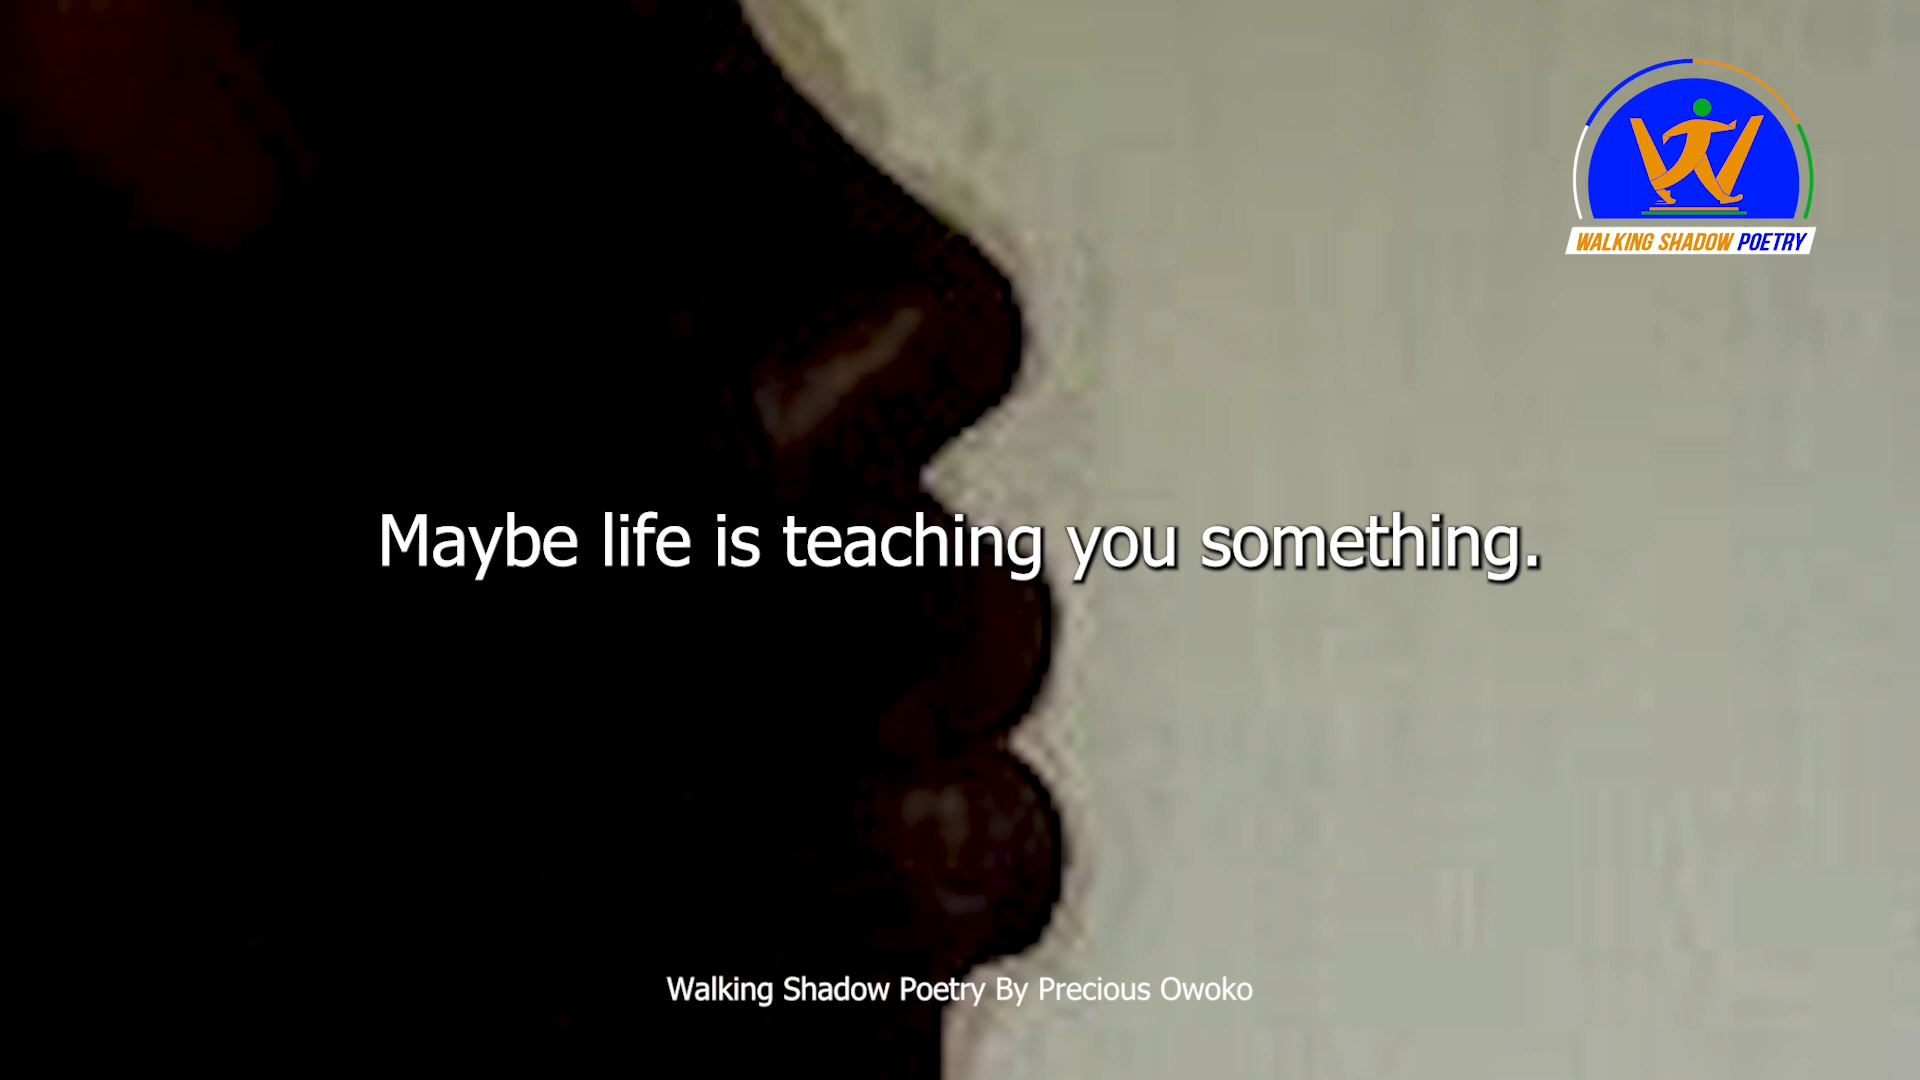 WALKING SHADOW POETRY
Maybe life is teaching you something.
Walking Shadow Poetry By Precious Owoko